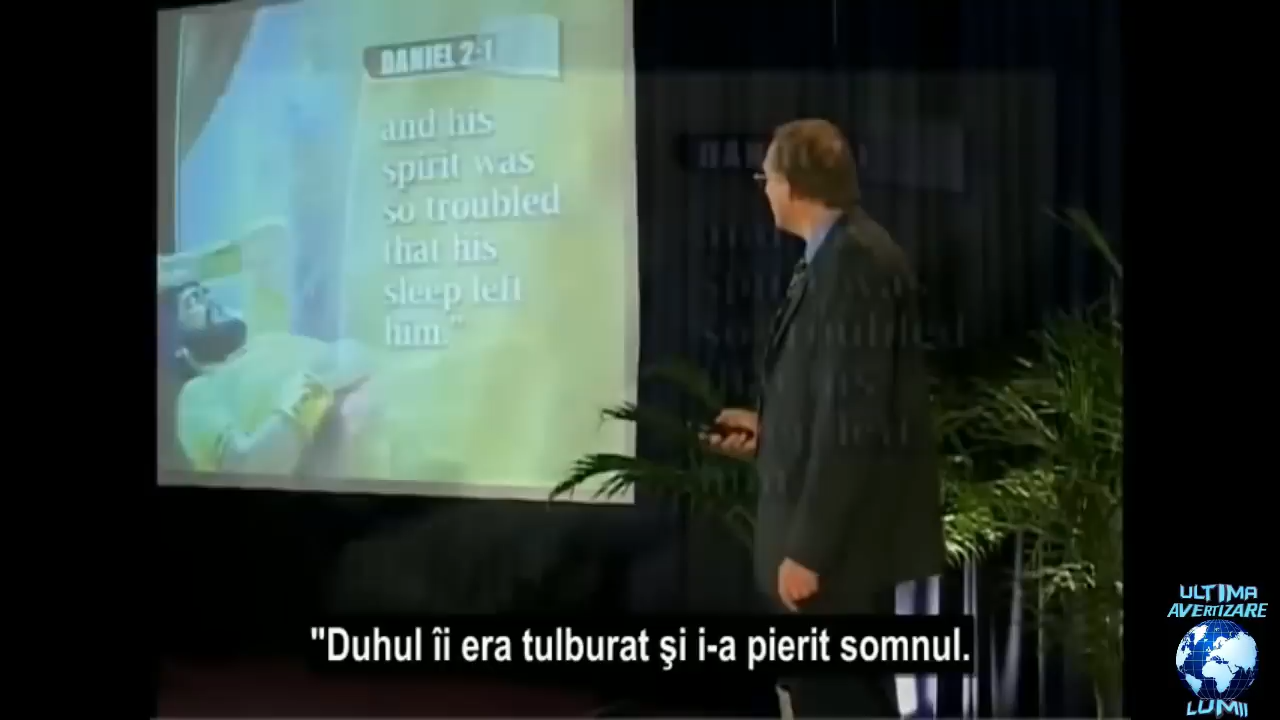 DANIEL 2:1
and his
spirit was
so troubled
that his
sleep left
him."
"Duhul îi era tulburat şi i-a pierit somnul.
ULTIMA
AVERTIZARE
LUMII